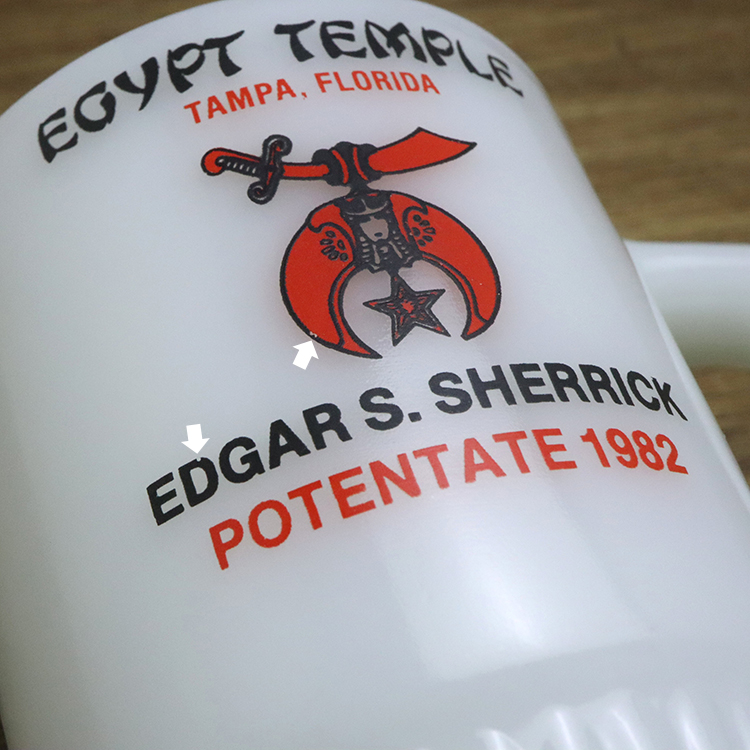 EGYPT TEMPLE
TAMPA, FLORIDA
EDGAR S. SHERRICK
POTENTATE 1982